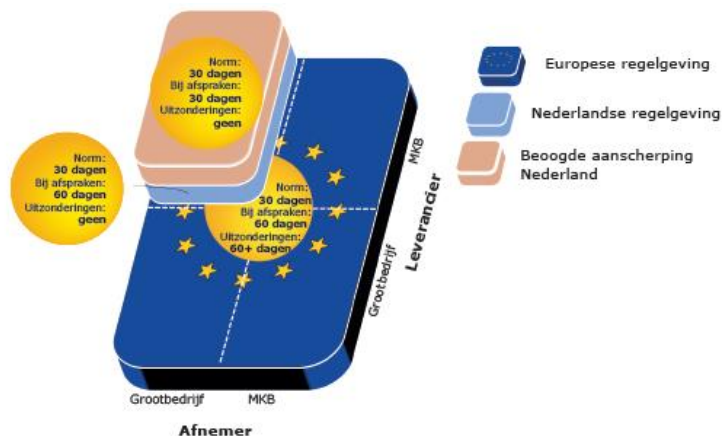 Norm:
30 dagen
Bij afspraken:
30 dagen
Uitzonderingen:
geen
Norm:
30 dagen
Bij afspraken:
60 dagen
Uitzonderingen:
geen
Norm:
30 dagen
Bij afspraken:
60 dagen
Uitzonderingen:
60+ dagen
MKB
Grootbedrijf
Leverancier
Grootbedrijf
MKB
Afnemer
Europese regelgeving
Nederlandse regelgeving
Beoogde aanscherping
Nederland